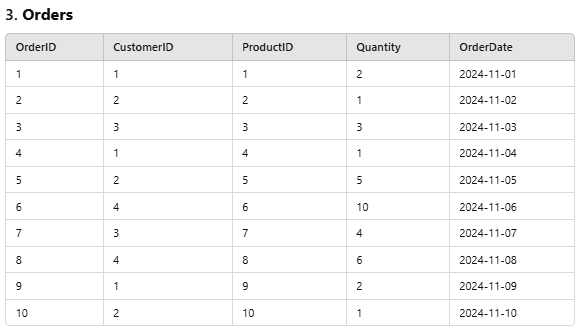 3. Orders
OrderID CustomerID ProductID Quantity OrderDate
1 1 1 2 2024-11-01
2 2 2 1 2024-11-02
3 3 3 3 2024-11-03
4 1 4 1 2024-11-04
5 2 5 5 2024-11-05
6 4 6 10 2024-11-06
7 3 7 4 2024-11-07
8 4 8 6 2024-11-08
9 1 9 2 2024-11-09
10 2 10 1 2024-11-10